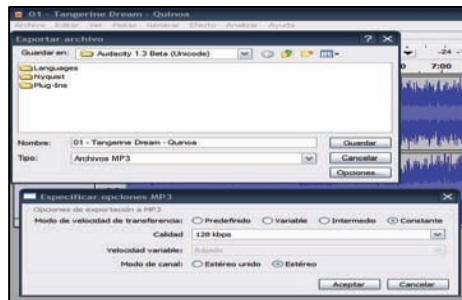 01 - Tangerine Dream - Quinoa
Archivo Editar Ver Pistas Generar Efecto Analizar Ayuda
Exportar archivo
Guardar en: Audacity 1.3 Beta (Unicode)
-24
Languages
Nyquist
Plug-Ins
7:00
Nombre: 01 - Tangerine Dream - Quinoa Guardar
Tipo: Archivos MP3 Cancelar
Opciones...
Especificar opciones MP3
Opciones de exportación a MP3
Modo de velocidad de transferencia: Predefinido Variable Intermedio Constante
Calidad 128 kbps
Velocidad variable: Rápido
Modo de canal: Estéreo unido Estéreo
Aceptar Cancelar